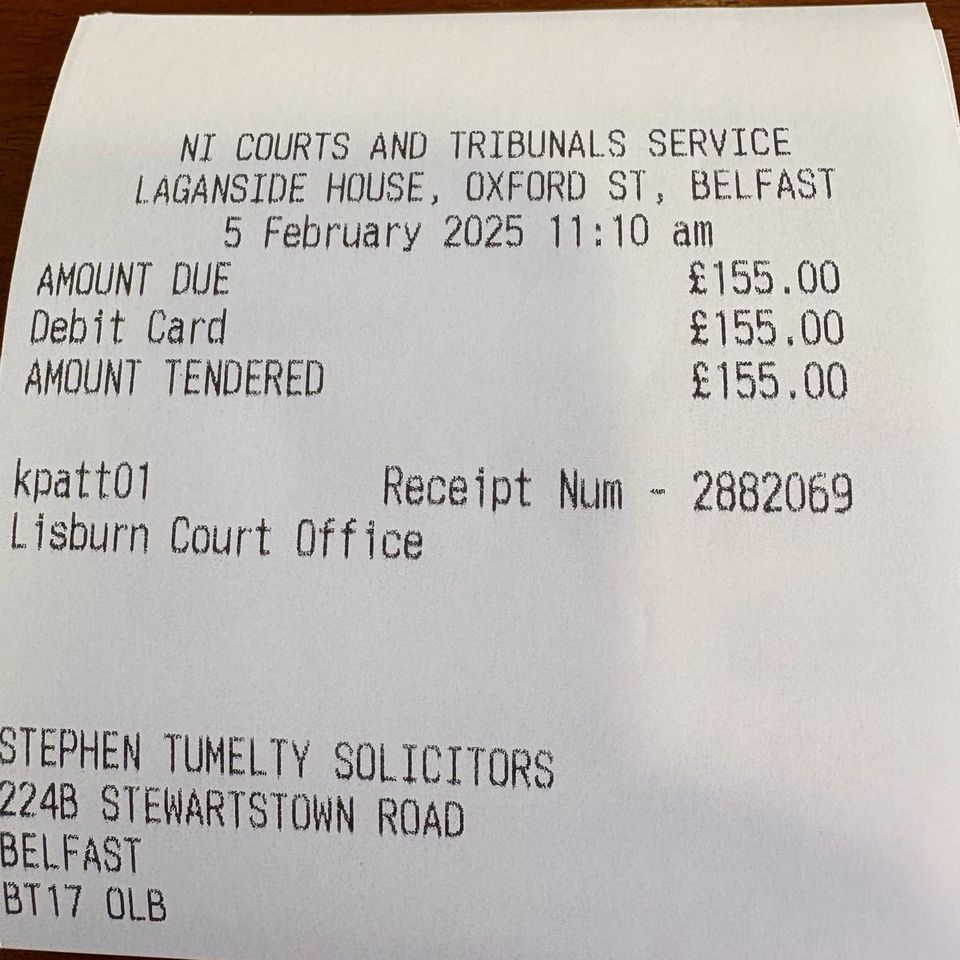 NI COURTS AND TRIBUNALS SERVICE
LAGANSIDE HOUSE, OXFORD ST, BELFAST
5 February 2025 11:10 am
AMOUNT DUE £155.00
Debit Card £155.00
AMOUNT TENDERED £155.00
kpatt01 Receipt Num - 2882069
Lisburn Court Office
STEPHEN TUMELTY SOLICITORS
224B STEWARTSTOWN ROAD
BELFAST
BT17 0LB